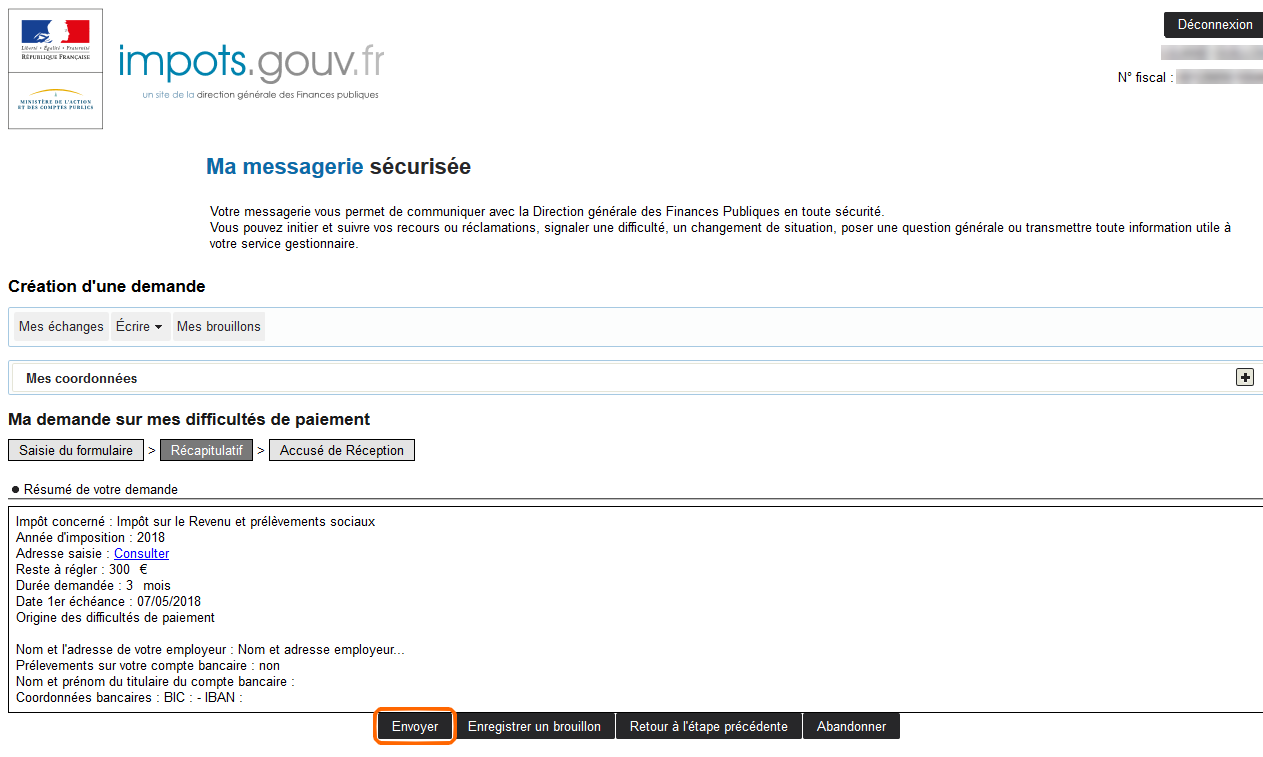 Liberté • Égalité • Fraternité
RÉPUBLIQUE FRANÇAISE
MINISTÈRE DE L'ACTION
ET DES COMPTES PUBLICS
impots.gouv.fr
un site de la direction générale des Finances publiques
Déconnexion
N° fiscal :
Ma messagerie sécurisée
Votre messagerie vous permet de communiquer avec la Direction générale des Finances Publiques en toute sécurité.
Vous pouvez initier et suivre vos recours ou réclamations, signaler une difficulté, un changement de situation, poser une question générale ou transmettre toute information utile à
votre service gestionnaire.
Création d'une demande
Mes échanges Écrire Mes brouillons
Mes coordonnées
Ma demande sur mes difficultés de paiement
Saisie du formulaire > Récapitulatif > Accusé de Réception
Résumé de votre demande
Impôt concerné : Impôt sur le Revenu et prélèvements sociaux
Année d'imposition : 2018
Adresse saisie : Consulter
Reste à régler : 300 €
Durée demandée : 3 mois
Date 1er échéance : 07/05/2018
Origine des difficultés de paiement
Nom et l'adresse de votre employeur : Nom et adresse employeur...
Prélevements sur votre compte bancaire : non
Nom et prénom du titulaire du compte bancaire :
Coordonnées bancaires : BIC : - IBAN :
Envoyer Enregistrer un brouillon Retour à l'étape précédente Abandonner